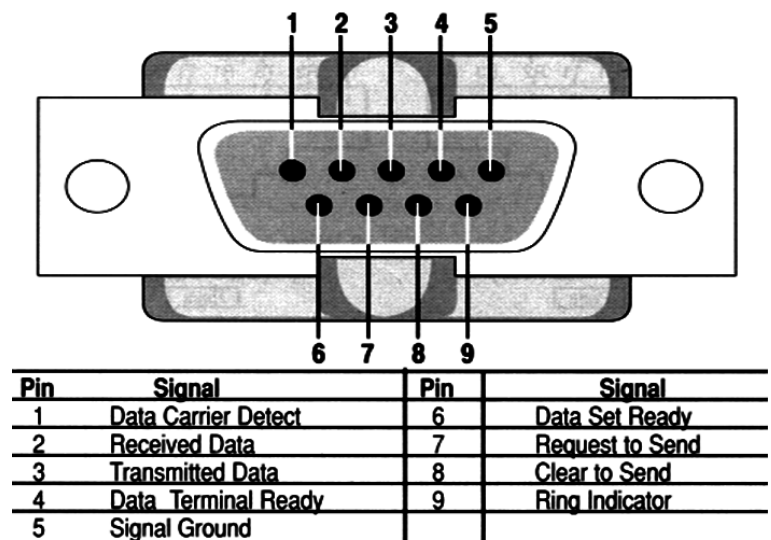 1 2 3 4 5
6 7 8 9
Pin Signal Pin Signal
1 Data Carrier Detect 6 Data Set Ready
2 Received Data 7 Request to Send
3 Transmitted Data 8 Clear to Send
4 Data Terminal Ready 9 Ring Indicator
5 Signal Ground